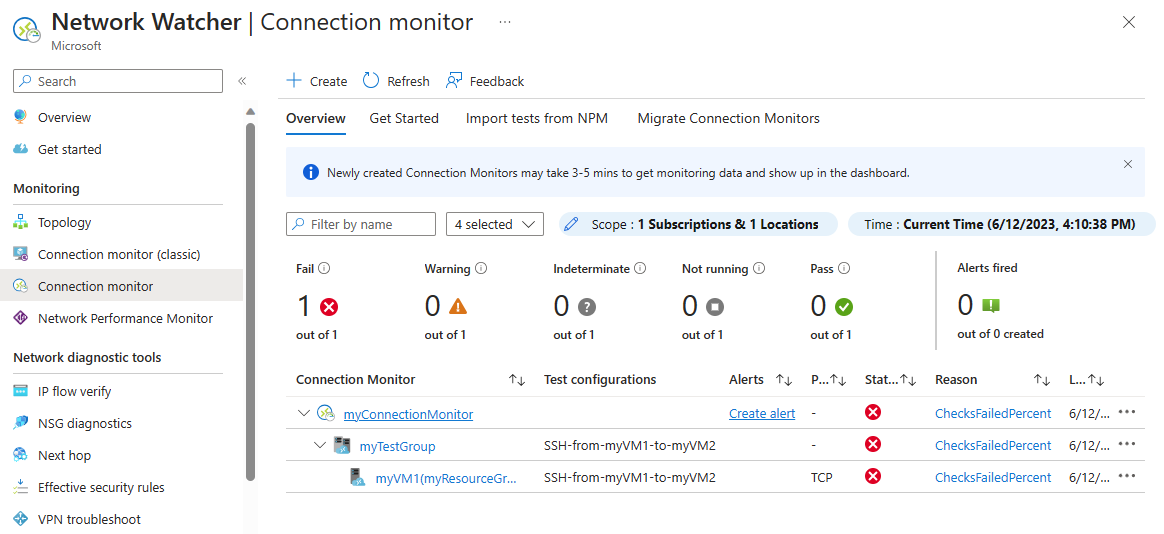 Network Watcher | Connection monitor ...
Microsoft
Search «
Overview
Get started
Monitoring
Topology
Connection monitor (classic)
Connection monitor
Network Performance Monitor
Network diagnostic tools
IP flow verify
NSG diagnostics
Next hop
Effective security rules
VPN troubleshoot
Create Refresh Feedback
Overview Get Started Import tests from NPM Migrate Connection Monitors
Newly created Connection Monitors may take 3-5 mins to get monitoring data and show up in the dashboard.
Filter by name 4 selected Scope : 1 Subscriptions & 1 Locations Time : Current Time (6/12/2023, 4:10:38 PM)
Fail Warning Indeterminate Not running Pass Alerts fired
1 0 0 0 0 0
out of 1 out of 1 out of 1 out of 1 out of 1 out of 0 created
Connection Monitor Test configurations Alerts P... Stat... Reason L...
myConnectionMonitor Create alert - ChecksFailedPercent 6/12/... ...
myTestGroup SSH-from-myVM1-to-myVM2 - ChecksFailedPercent 6/12/... ...
myVM1(myResourceGr... SSH-from-myVM1-to-myVM2 TCP ChecksFailedPercent 6/12/... ...